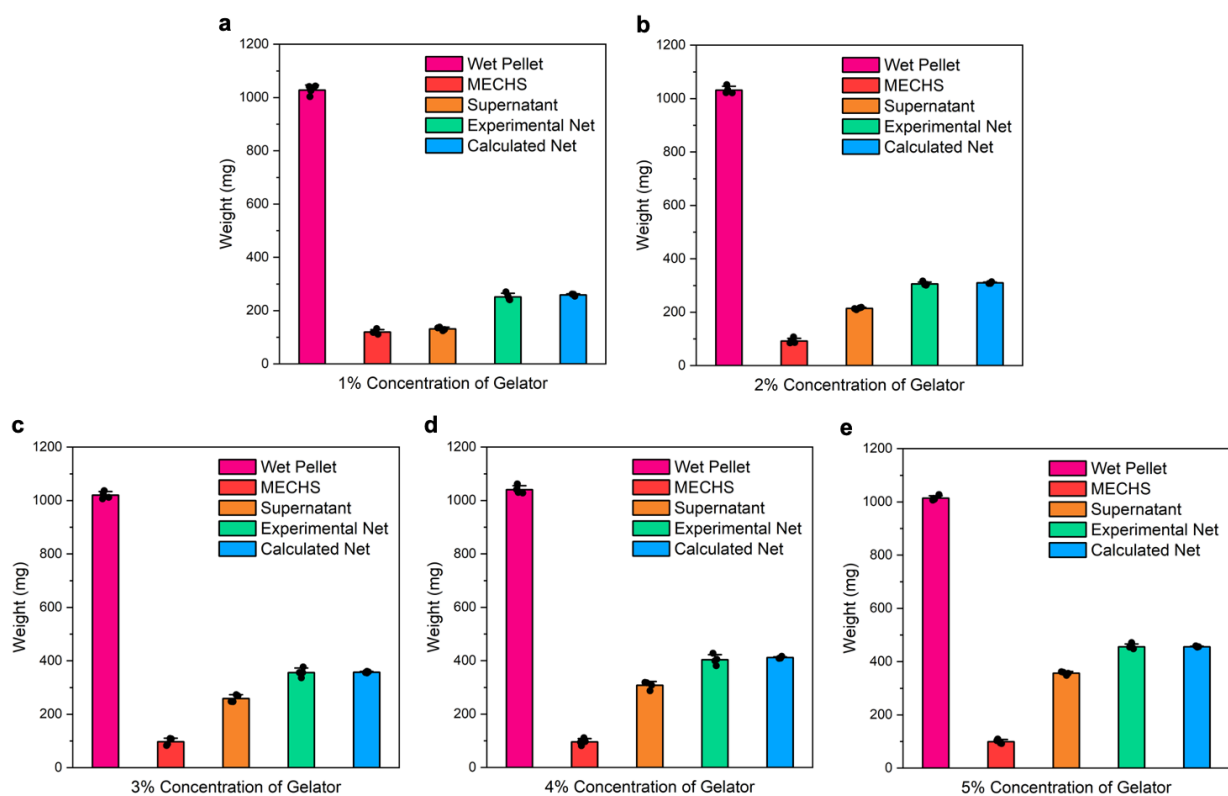 a
1200
1000
800
600
400
200
0
Weight (mg)
Wet Pellet
MECHS
Supernatant
Experimental Net
Calculated Net
1% Concentration of Gelator
b
1200
1000
800
600
400
200
0
Weight (mg)
Wet Pellet
MECHS
Supernatant
Experimental Net
Calculated Net
2% Concentration of Gelator
c
1200
1000
800
600
400
200
0
Weight (mg)
Wet Pellet
MECHS
Supernatant
Experimental Net
Calculated Net
3% Concentration of Gelator
d
1200
1000
800
600
400
200
0
Weight (mg)
Wet Pellet
MECHS
Supernatant
Experimental Net
Calculated Net
4% Concentration of Gelator
e
1200
1000
800
600
400
200
0
Weight (mg)
Wet Pellet
MECHS
Supernatant
Experimental Net
Calculated Net
5% Concentration of Gelator